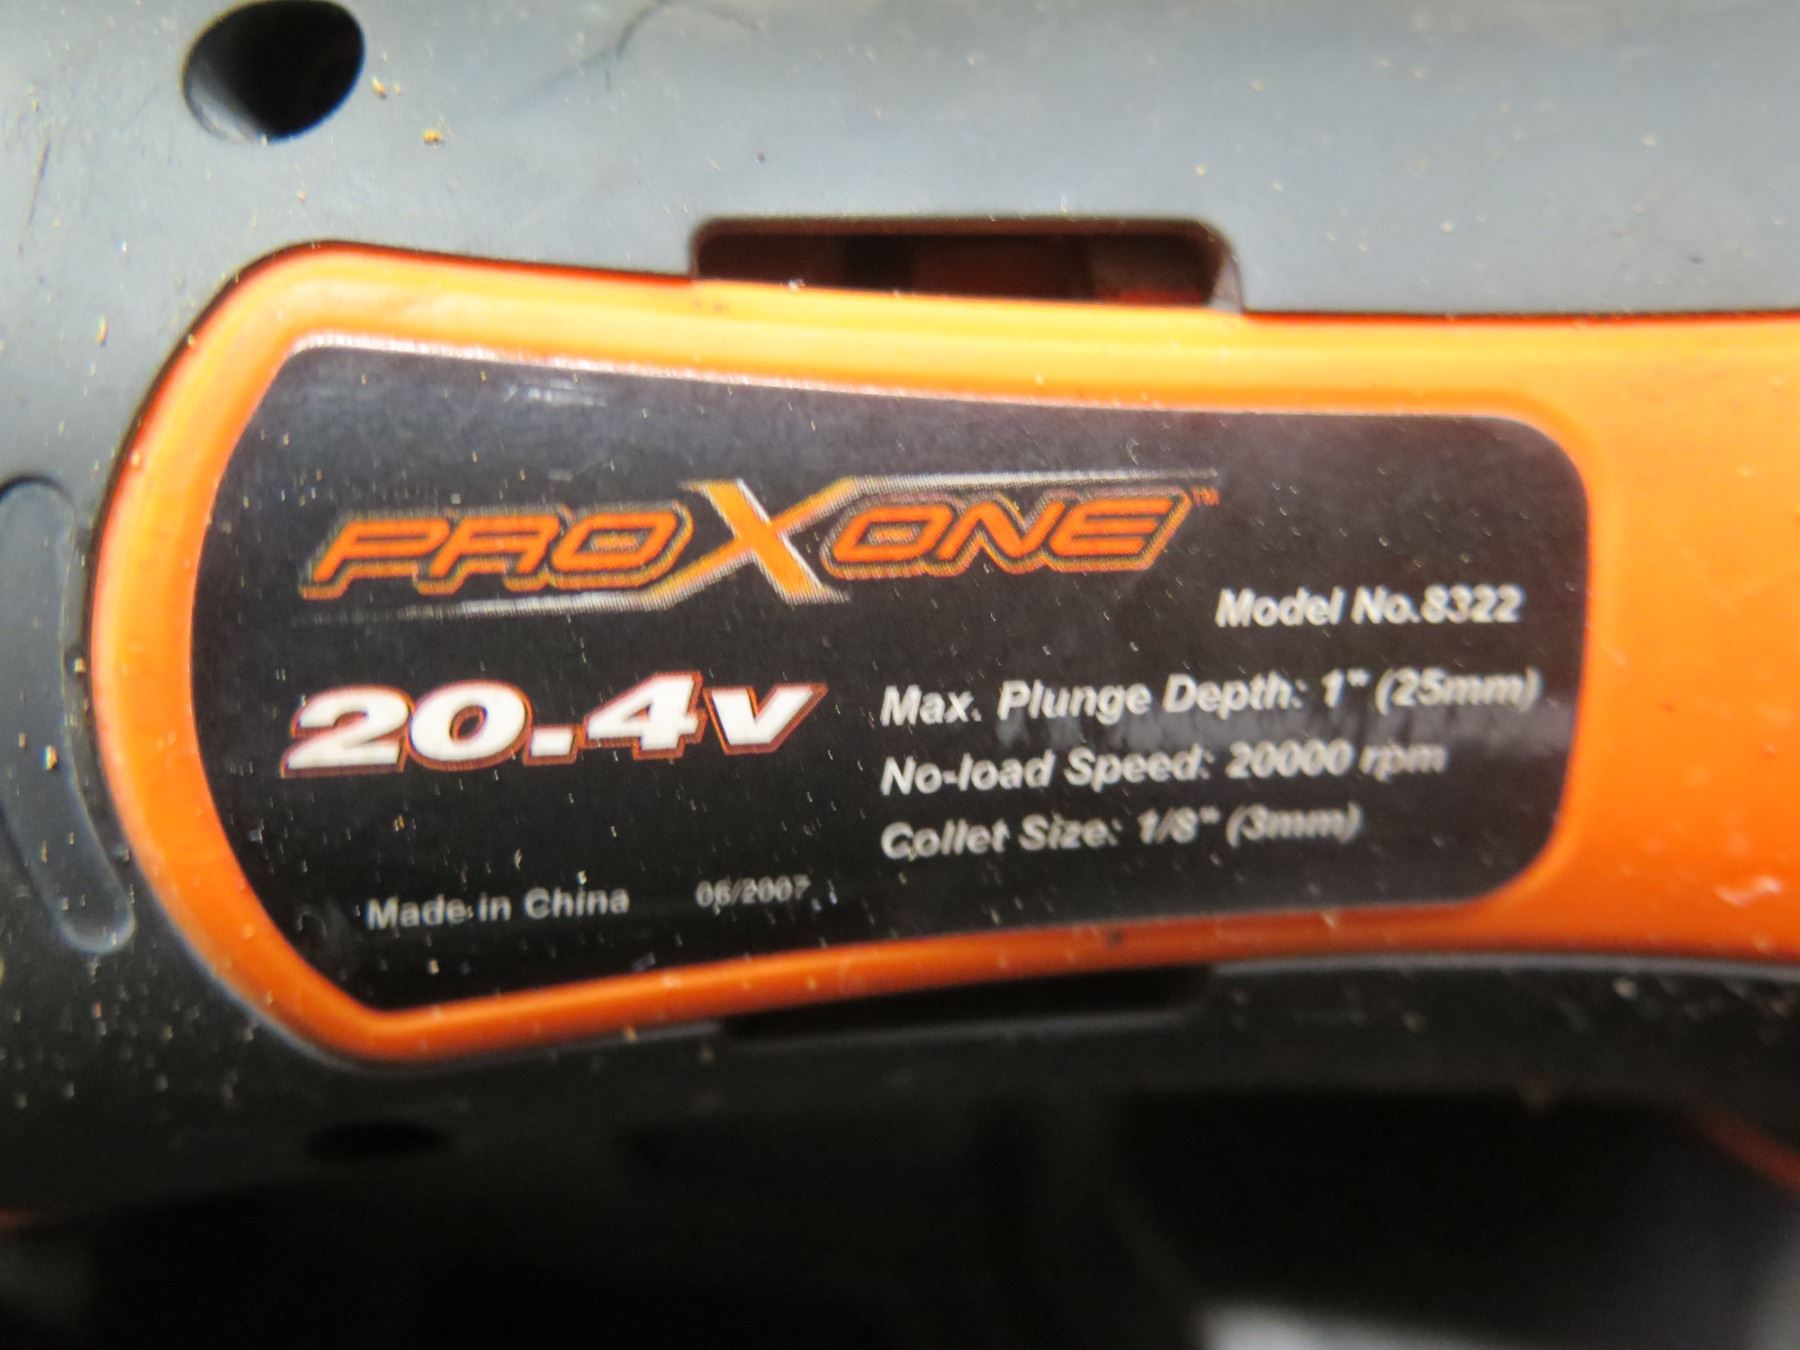 PROXONE™
Model No.8322
20.4v
Max. Plunge Depth: 1" (25mm)
No-load Speed: 20000 rpm
Collet Size: 1/8" (3mm)
Made in China 06/2007